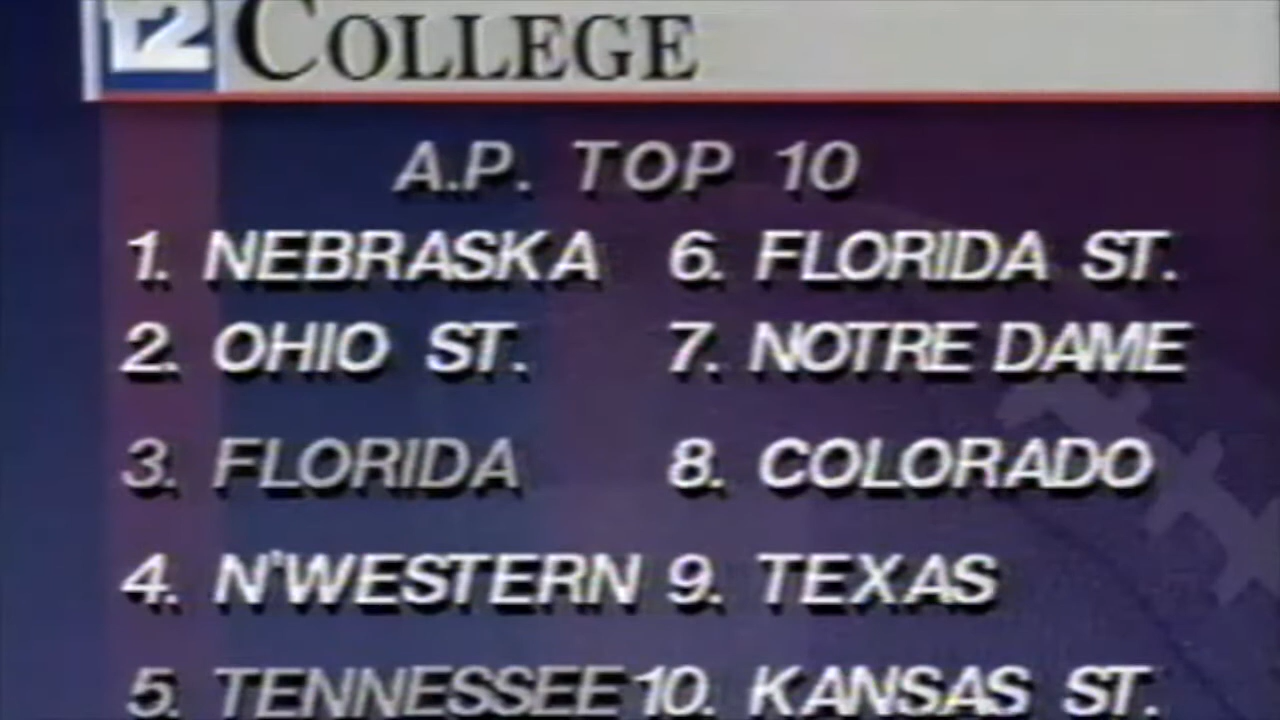 12 COLLEGE
A.P. TOP 10
1. NEBRASKA
2. OHIO ST.
3. FLORIDA
4. N'WESTERN
5. TENNESSEE
6. FLORIDA ST.
7. NOTRE DAME
8. COLORADO
9. TEXAS
10. KANSAS ST.